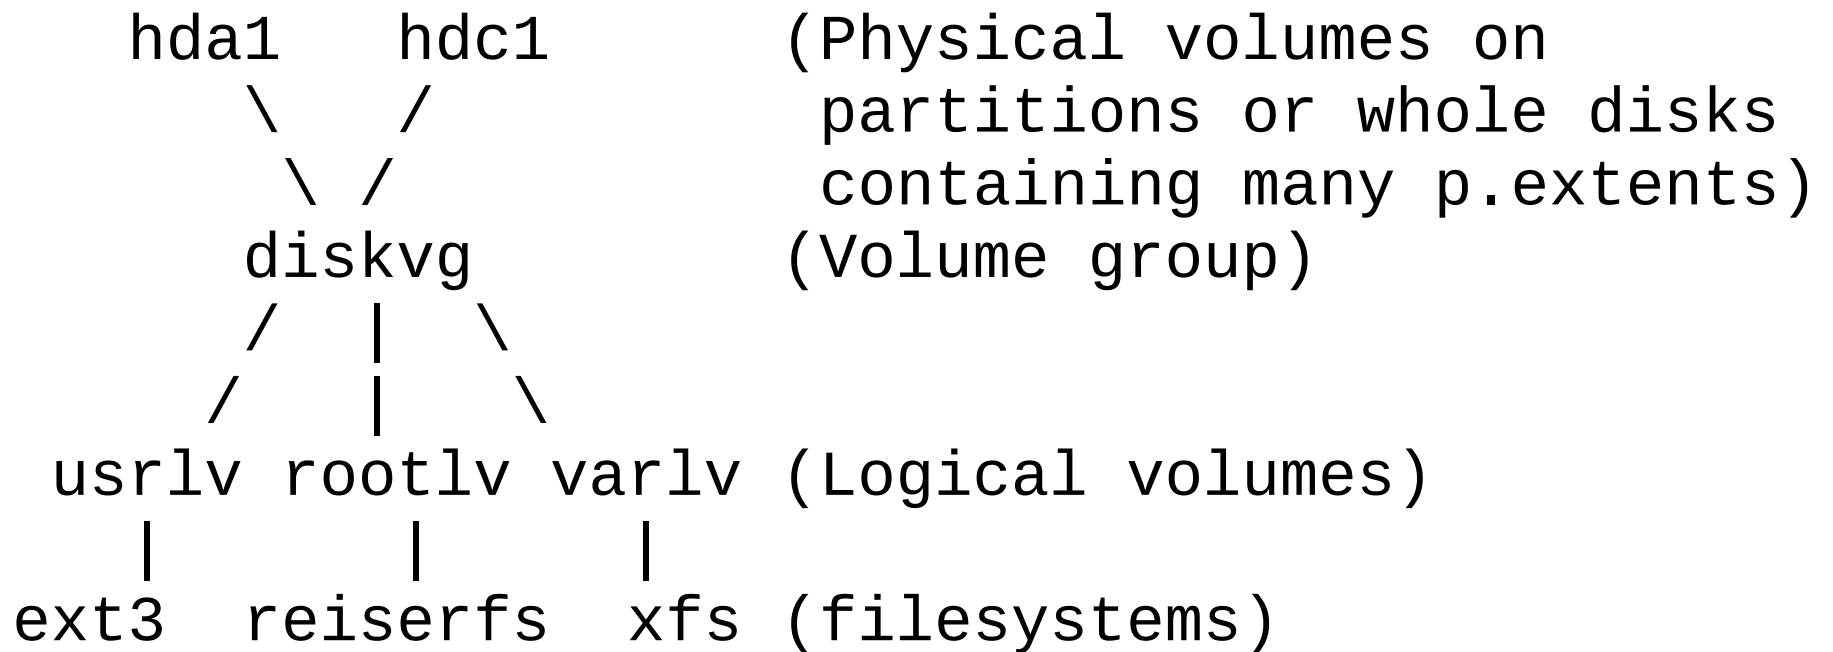 hda1   hdc1      (Physical volumes on
       \   /          partitions or whole disks
        \ /           containing many p.extents)
       diskvg        (Volume group)
       /  |  \
      /   |   \
  usrlv rootlv varlv (Logical volumes)
    |      |     |
 ext3  reiserfs  xfs (filesystems)